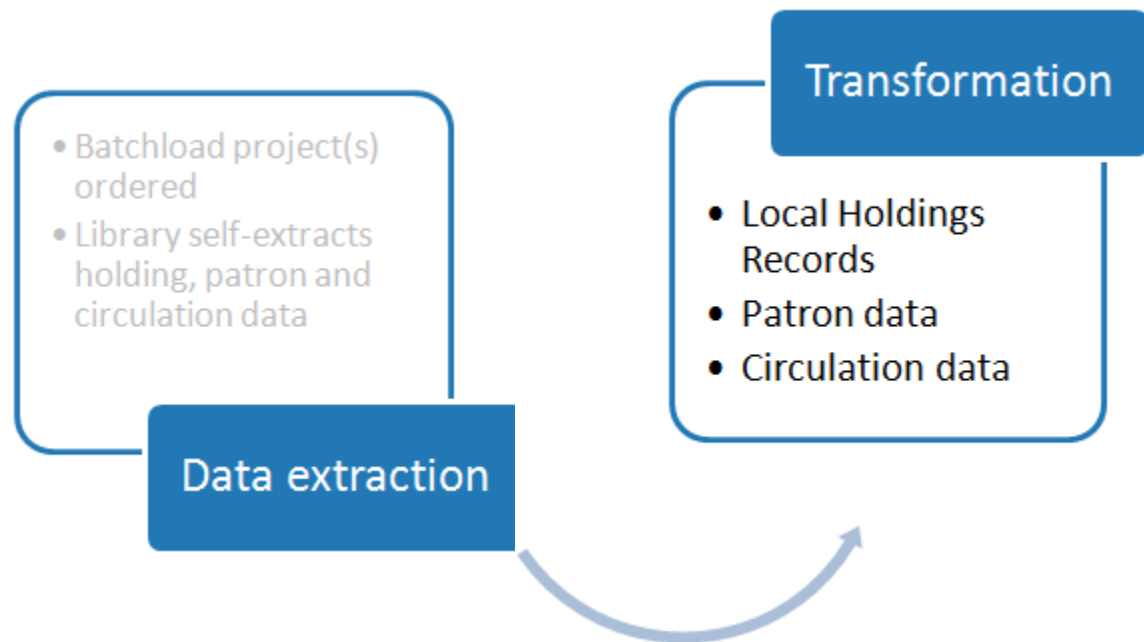 • Batchload project(s)
ordered
• Library self-extracts
holding, patron and
circulation data
Data extraction
Transformation
• Local Holdings
Records
• Patron data
• Circulation data